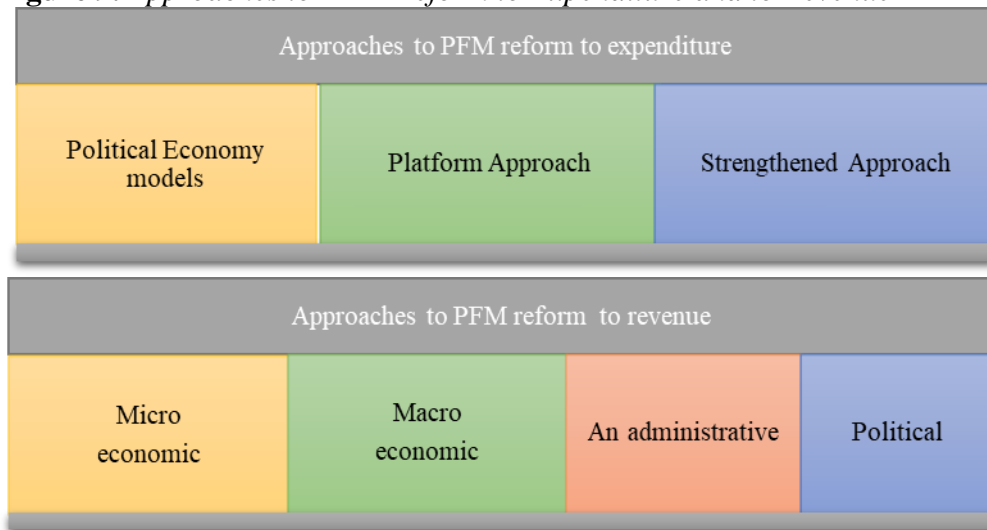 Approaches to PFM reform to expenditure
Political Economy
models
Platform Approach
Strengthened Approach
Approaches to PFM reform to revenue
Micro
economic
Macro
economic
An administrative
Political